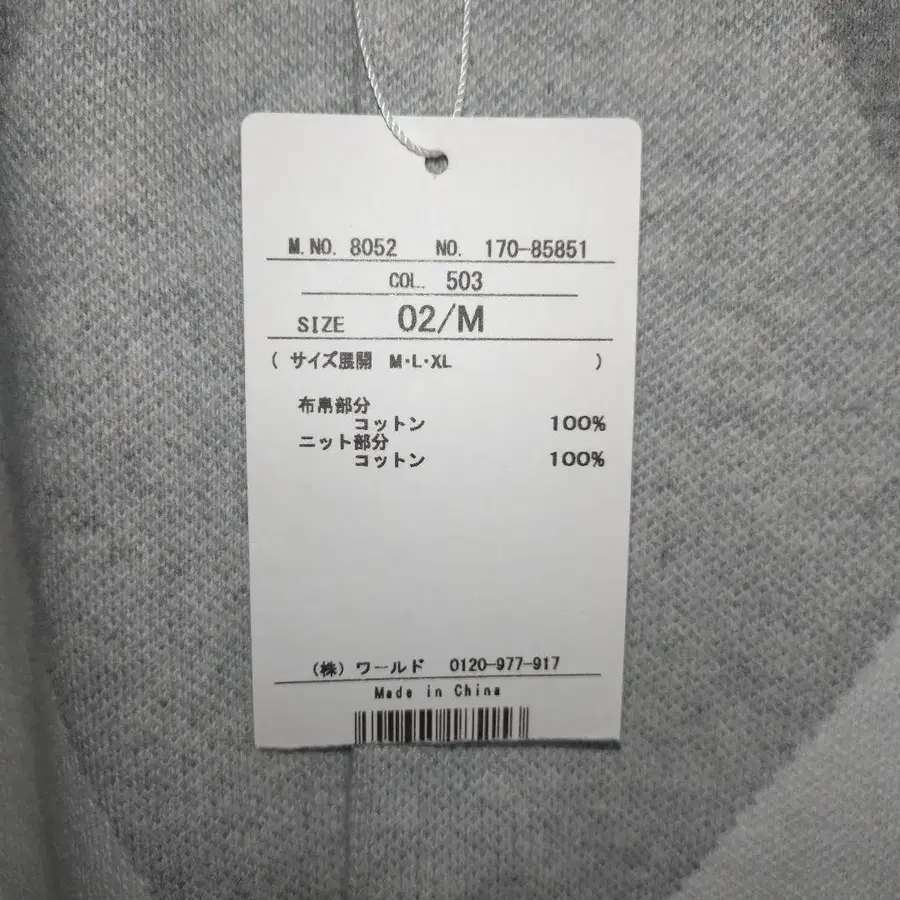 M.NO. 8052 NO. 170-85851
COL. 503
SIZE 02/M
( サイズ展開 M・L・XL )
布帛部分
コットン 100%
ニット部分
コットン 100%
(株) ワールド 0120-977-917
Made in China